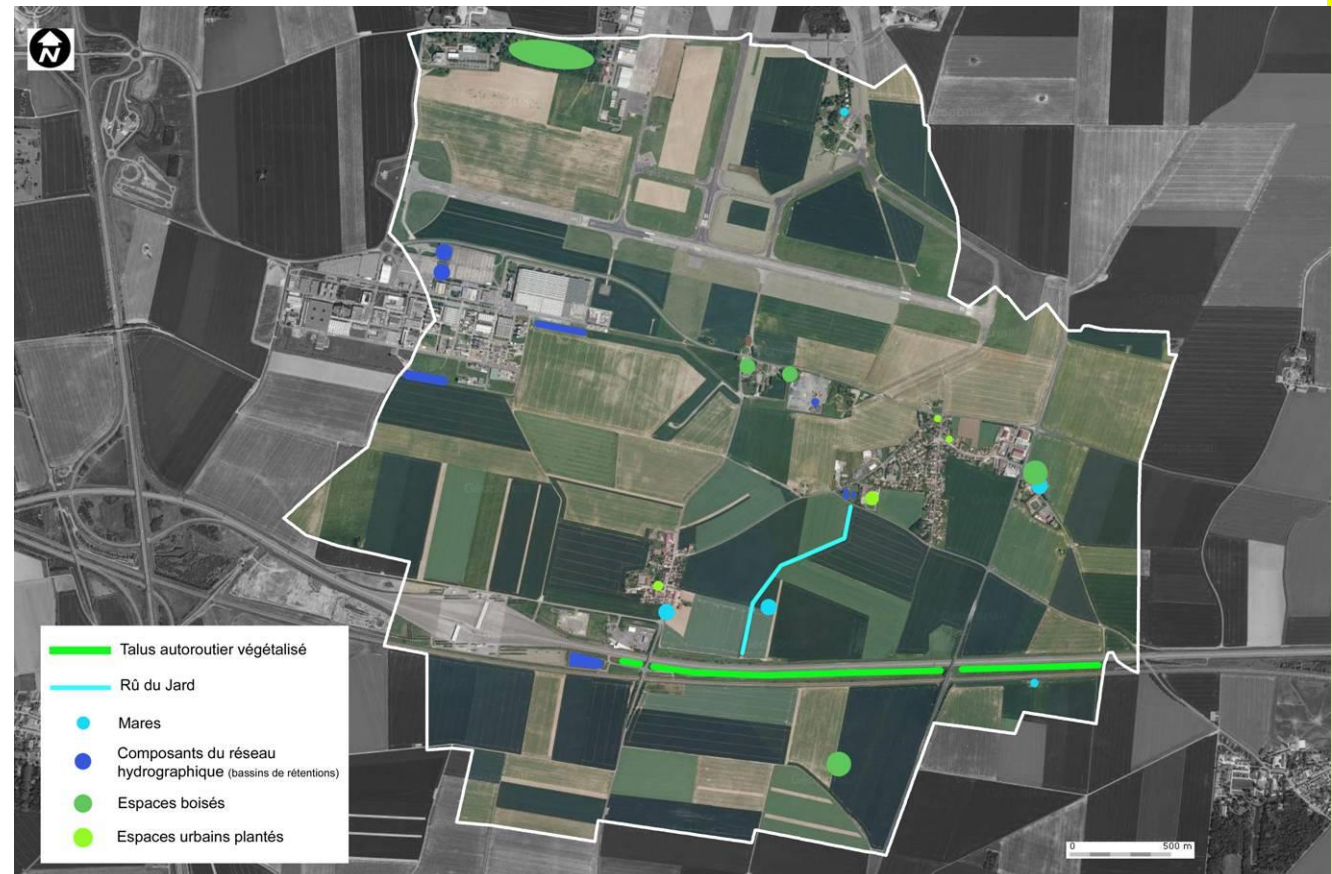 N
Talus autoroutier végétalisé
Rû du Jard
Mares
Composants du réseau
hydrographique (bassins de rétentions)
Espaces boisés
Espaces urbains plantés
0 500 m